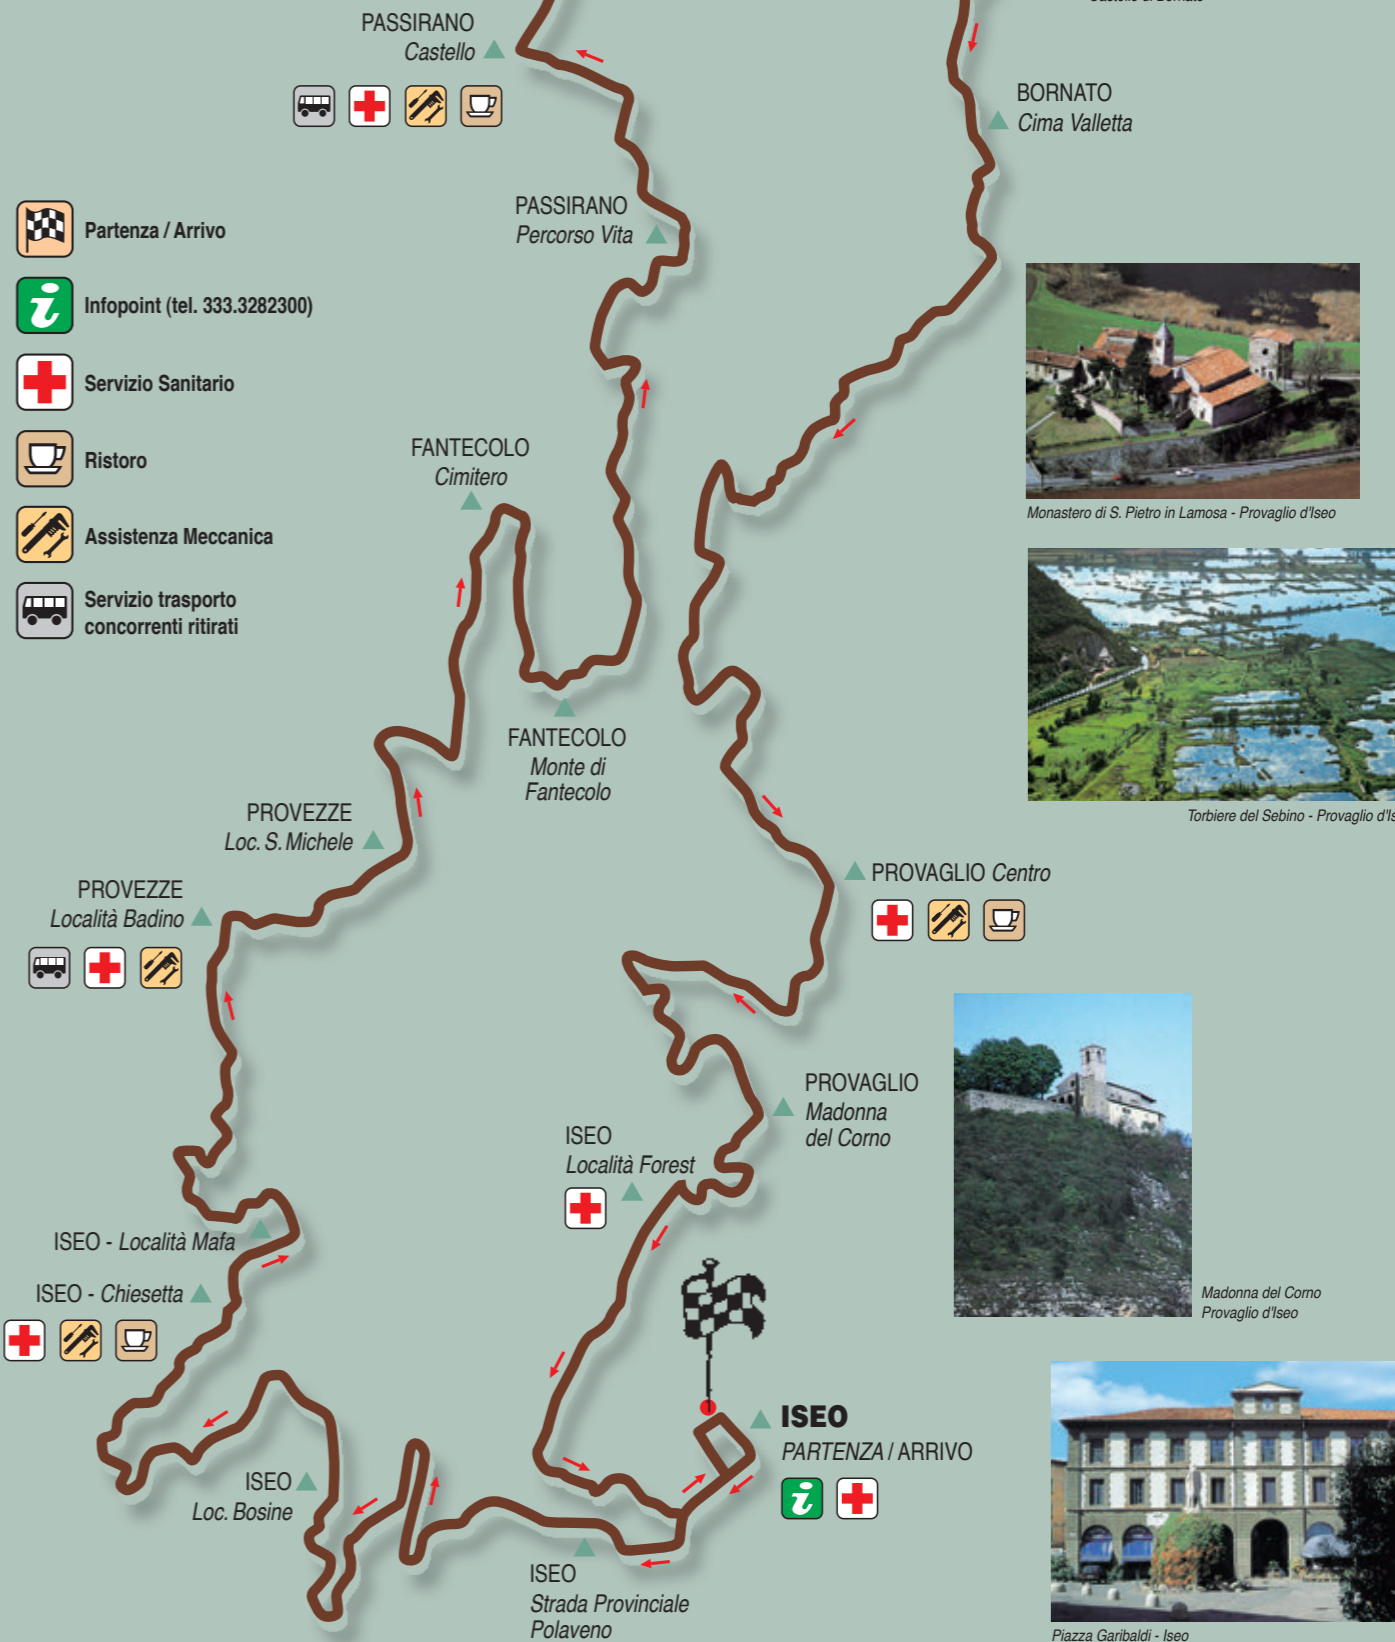 Castello di Bornato
PASSIRANO
Castello
BORNATO
Cima Valletta
PASSIRANO
Percorso Vita
Partenza / Arrivo
Infopoint (tel. 333.3282300)
Servizio Sanitario
Ristoro
Assistenza Meccanica
Servizio trasporto
concorrenti ritirati
FANTECOLO
Cimitero
Monastero di S. Pietro in Lamosa - Provaglio d'Iseo
FANTECOLO
Monte di
Fantecolo
Torbiere del Sebino - Provaglio d'Is
PROVEZZE
Loc. S. Michele
PROVEZZE
Località Badino
PROVAGLIO Centro
PROVAGLIO
Madonna
del Corno
ISEO
Località Forest
ISEO - Località Mafa
ISEO - Chiesetta
Madonna del Corno
Provaglio d'Iseo
ISEO
PARTENZA / ARRIVO
ISEO
Loc. Bosine
ISEO
Strada Provinciale
Polaveno
Piazza Garibaldi - Iseo